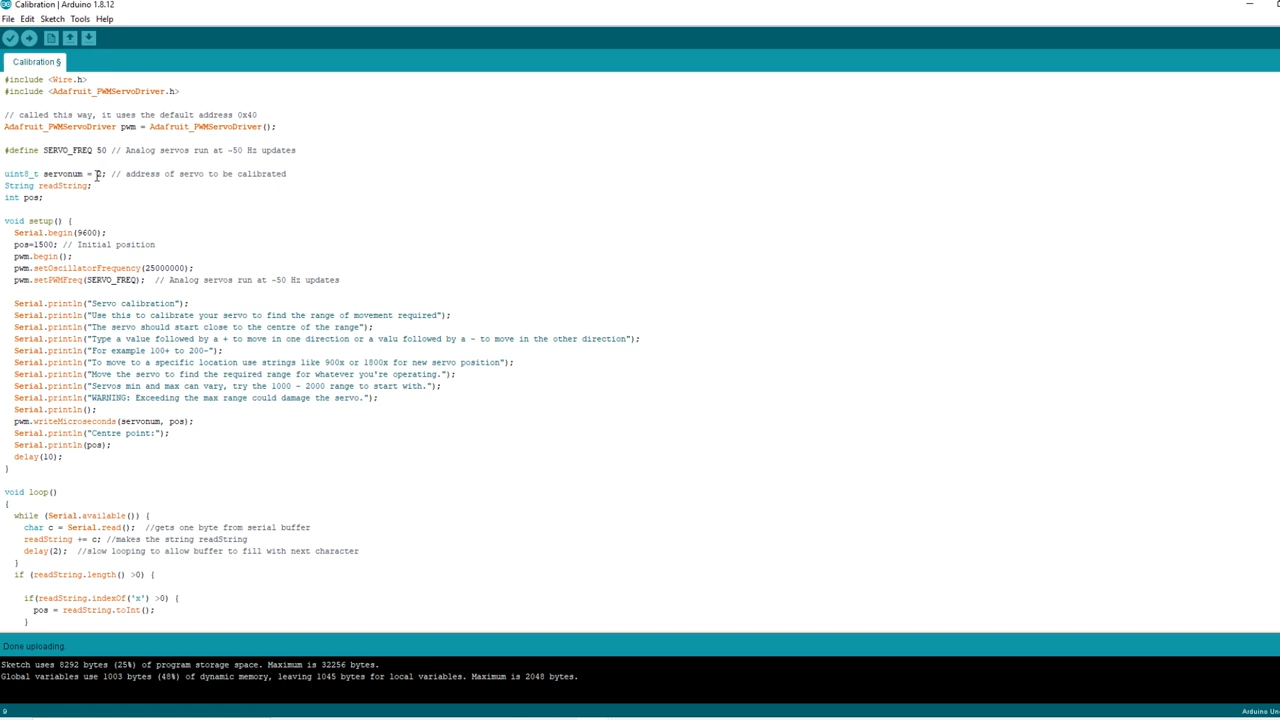 Calibration | Arduino 1.8.12
File Edit Sketch Tools Help
Calibration §
#include <Wire.h>
#include <Adafruit_PWMServoDriver.h>
// called this way, it uses the default address 0x40
Adafruit_PWMServoDriver pwm = Adafruit_PWMServoDriver();
#define SERVO_FREQ 50 // Analog servos run at ~50 Hz updates
uint8_t servonum = 2; // address of servo to be calibrated
String readString;
int pos;
void setup() {
Serial.begin(9600);
pos=1500; // Initial position
pwm.begin();
pwm.setOscillatorFrequency(25000000);
pwm.setPWMFreq(SERVO_FREQ);  // Analog servos run at ~50 Hz updates
Serial.println("Servo calibration");
Serial.println("Use this to calibrate your servo to find the range of movement required");
Serial.println("The servo should start close to the centre of the range");
Serial.println("Type a value followed by a + to move in one direction or a valu followed by a - to move in the other direction");
Serial.println("For example 100+ to 200-");
Serial.println("To move to a specific location use strings like 900x or 1800x for new servo position");
Serial.println("Move the servo to find the required range for whatever you're operating.");
Serial.println("Servos min and max can vary, try the 1000 - 2000 range to start with.");
Serial.println("WARNING: Exceeding the max range could damage the servo.");
Serial.println();
pwm.writeMicroseconds(servonum, pos);
Serial.println("Centre point:");
Serial.println(pos);
delay(10);
}
void loop()
{
while (Serial.available()) {
char c = Serial.read();  //gets one byte from serial buffer
readString += c; //makes the string readString
delay(2);  //slow looping to allow buffer to fill with next character
}
if (readString.length() >0) {
if(readString.indexOf('x') >0) {
pos = readString.toInt();
}
Done uploading.
Sketch uses 8292 bytes (25%) of program storage space. Maximum is 32256 bytes.
Global variables use 1003 bytes (48%) of dynamic memory, leaving 1045 bytes for local variables. Maximum is 2048 bytes.
9
Arduino Un